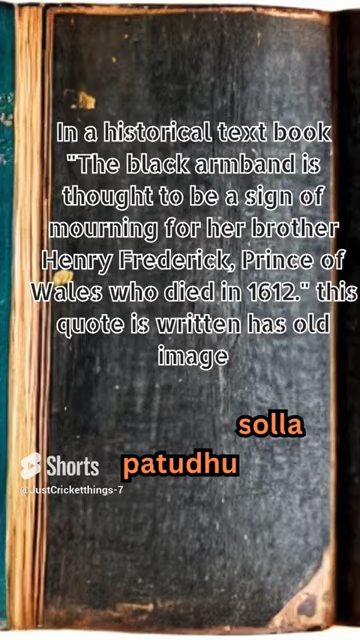 In a historical text book
"The black armband is
thought to be a sign of
mourning for her brother
Henry Frederick, Prince of
Wales who died in 1612." this
quote is written has old
image
solla
patudhu
Shorts
@JustCricketthings-7